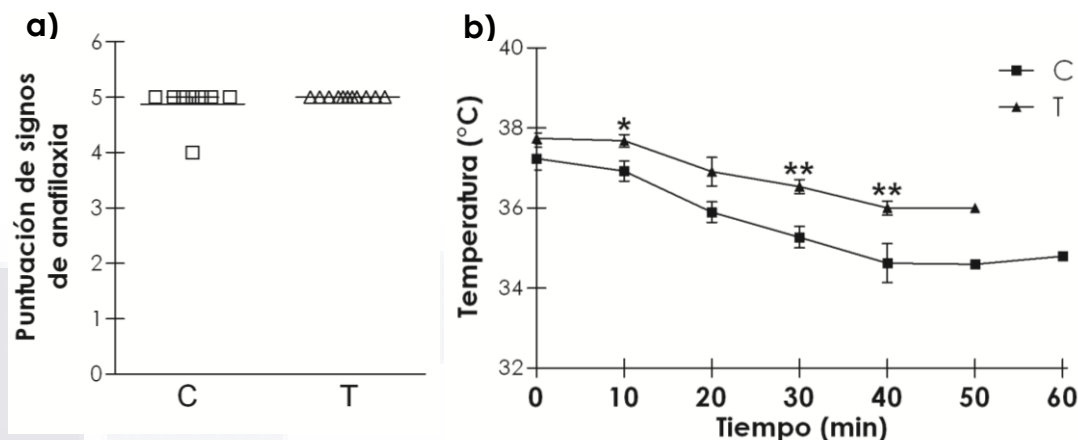 a)
Puntuación de signos
de anafilaxia
6
5
4
3
2
1
0
C
T
b)
Temperatura (°C)
40
38
36
34
32
*
**
**
C
T
0 10 20 30 40 50 60
Tiempo (min)